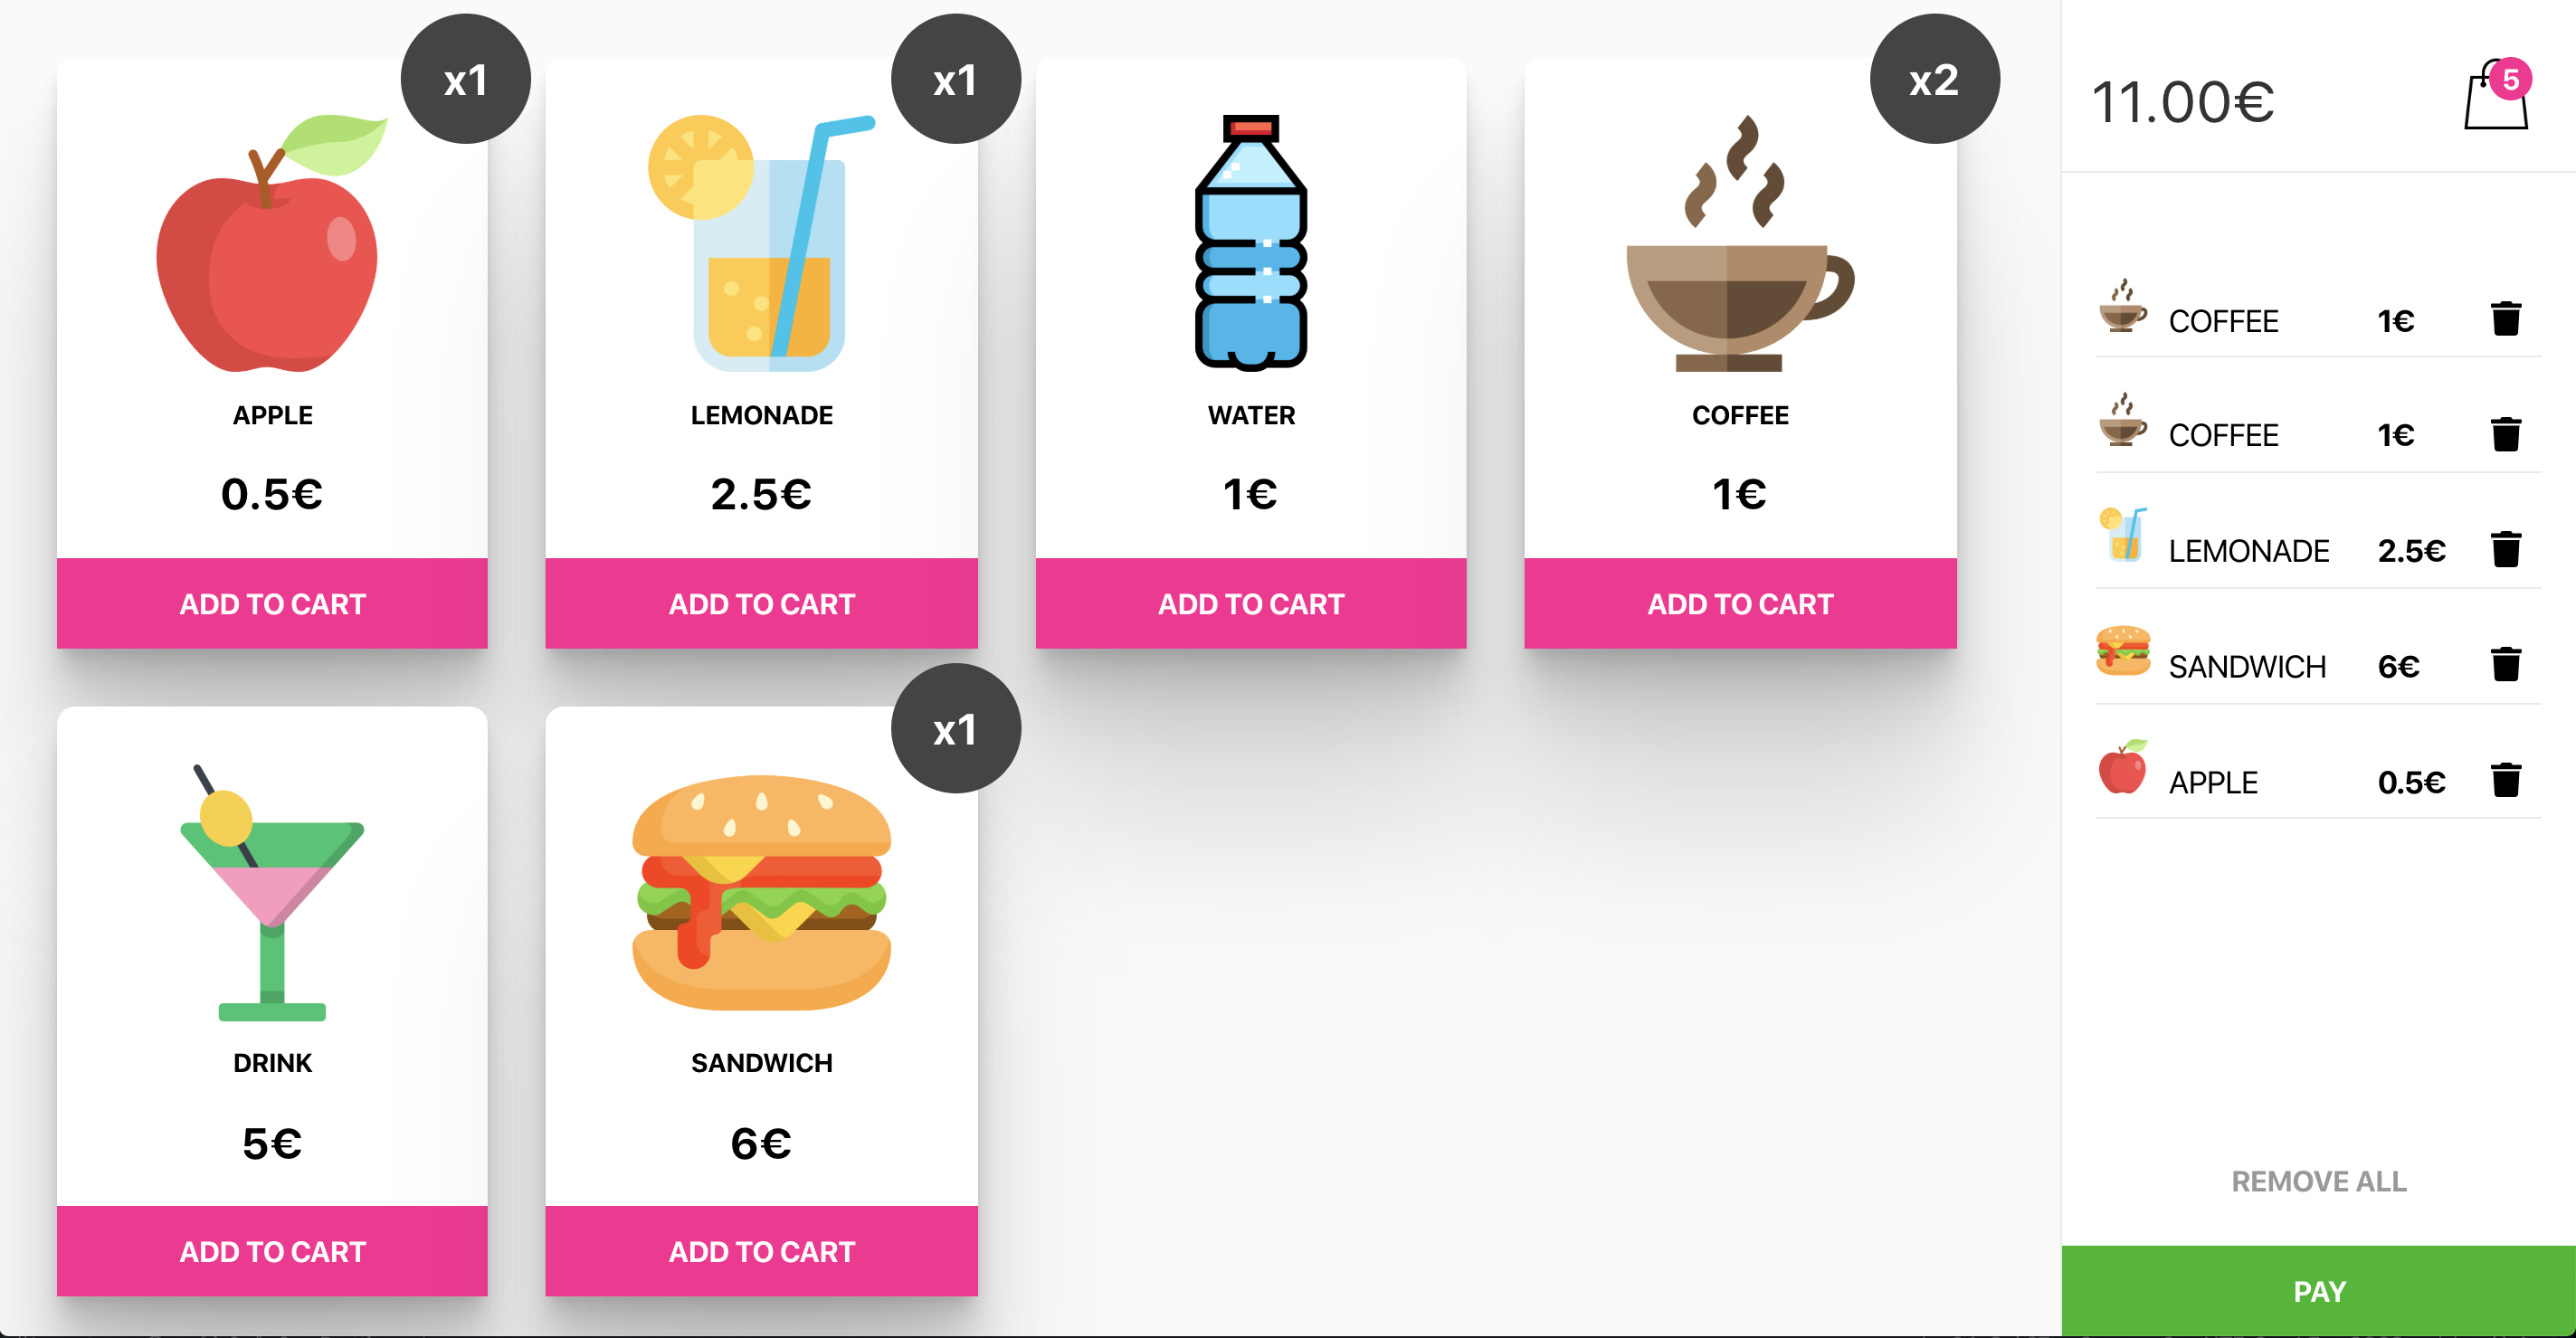 x1
x1
x2
APPLE
LEMONADE
WATER
COFFEE
0.5€
2.5€
1€
1€
ADD TO CART
ADD TO CART
ADD TO CART
ADD TO CART
x1
DRINK
SANDWICH
5€
6€
ADD TO CART
ADD TO CART
11.00€
5
COFFEE 1€
COFFEE 1€
LEMONADE 2.5€
SANDWICH 6€
APPLE 0.5€
REMOVE ALL
PAY